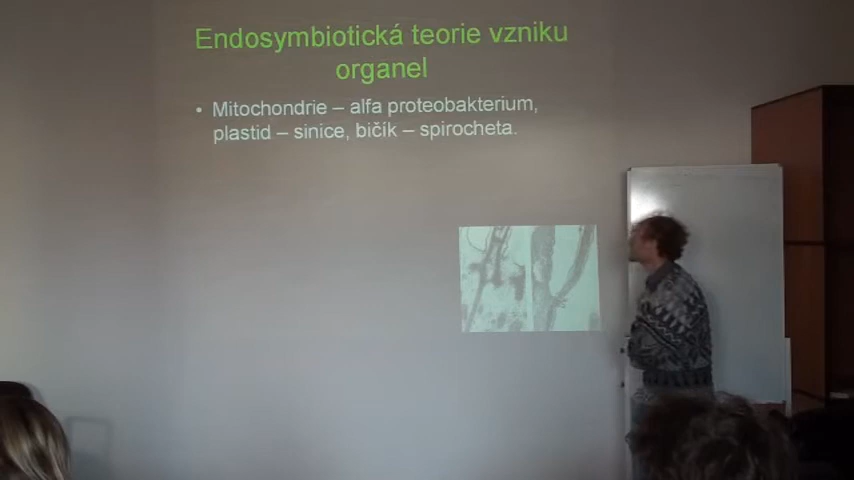 Endosymbiotická teorie vzniku
organel
• Mitochondrie – alfa proteobakterium,
plastid – sinice, bičík – spirocheta.